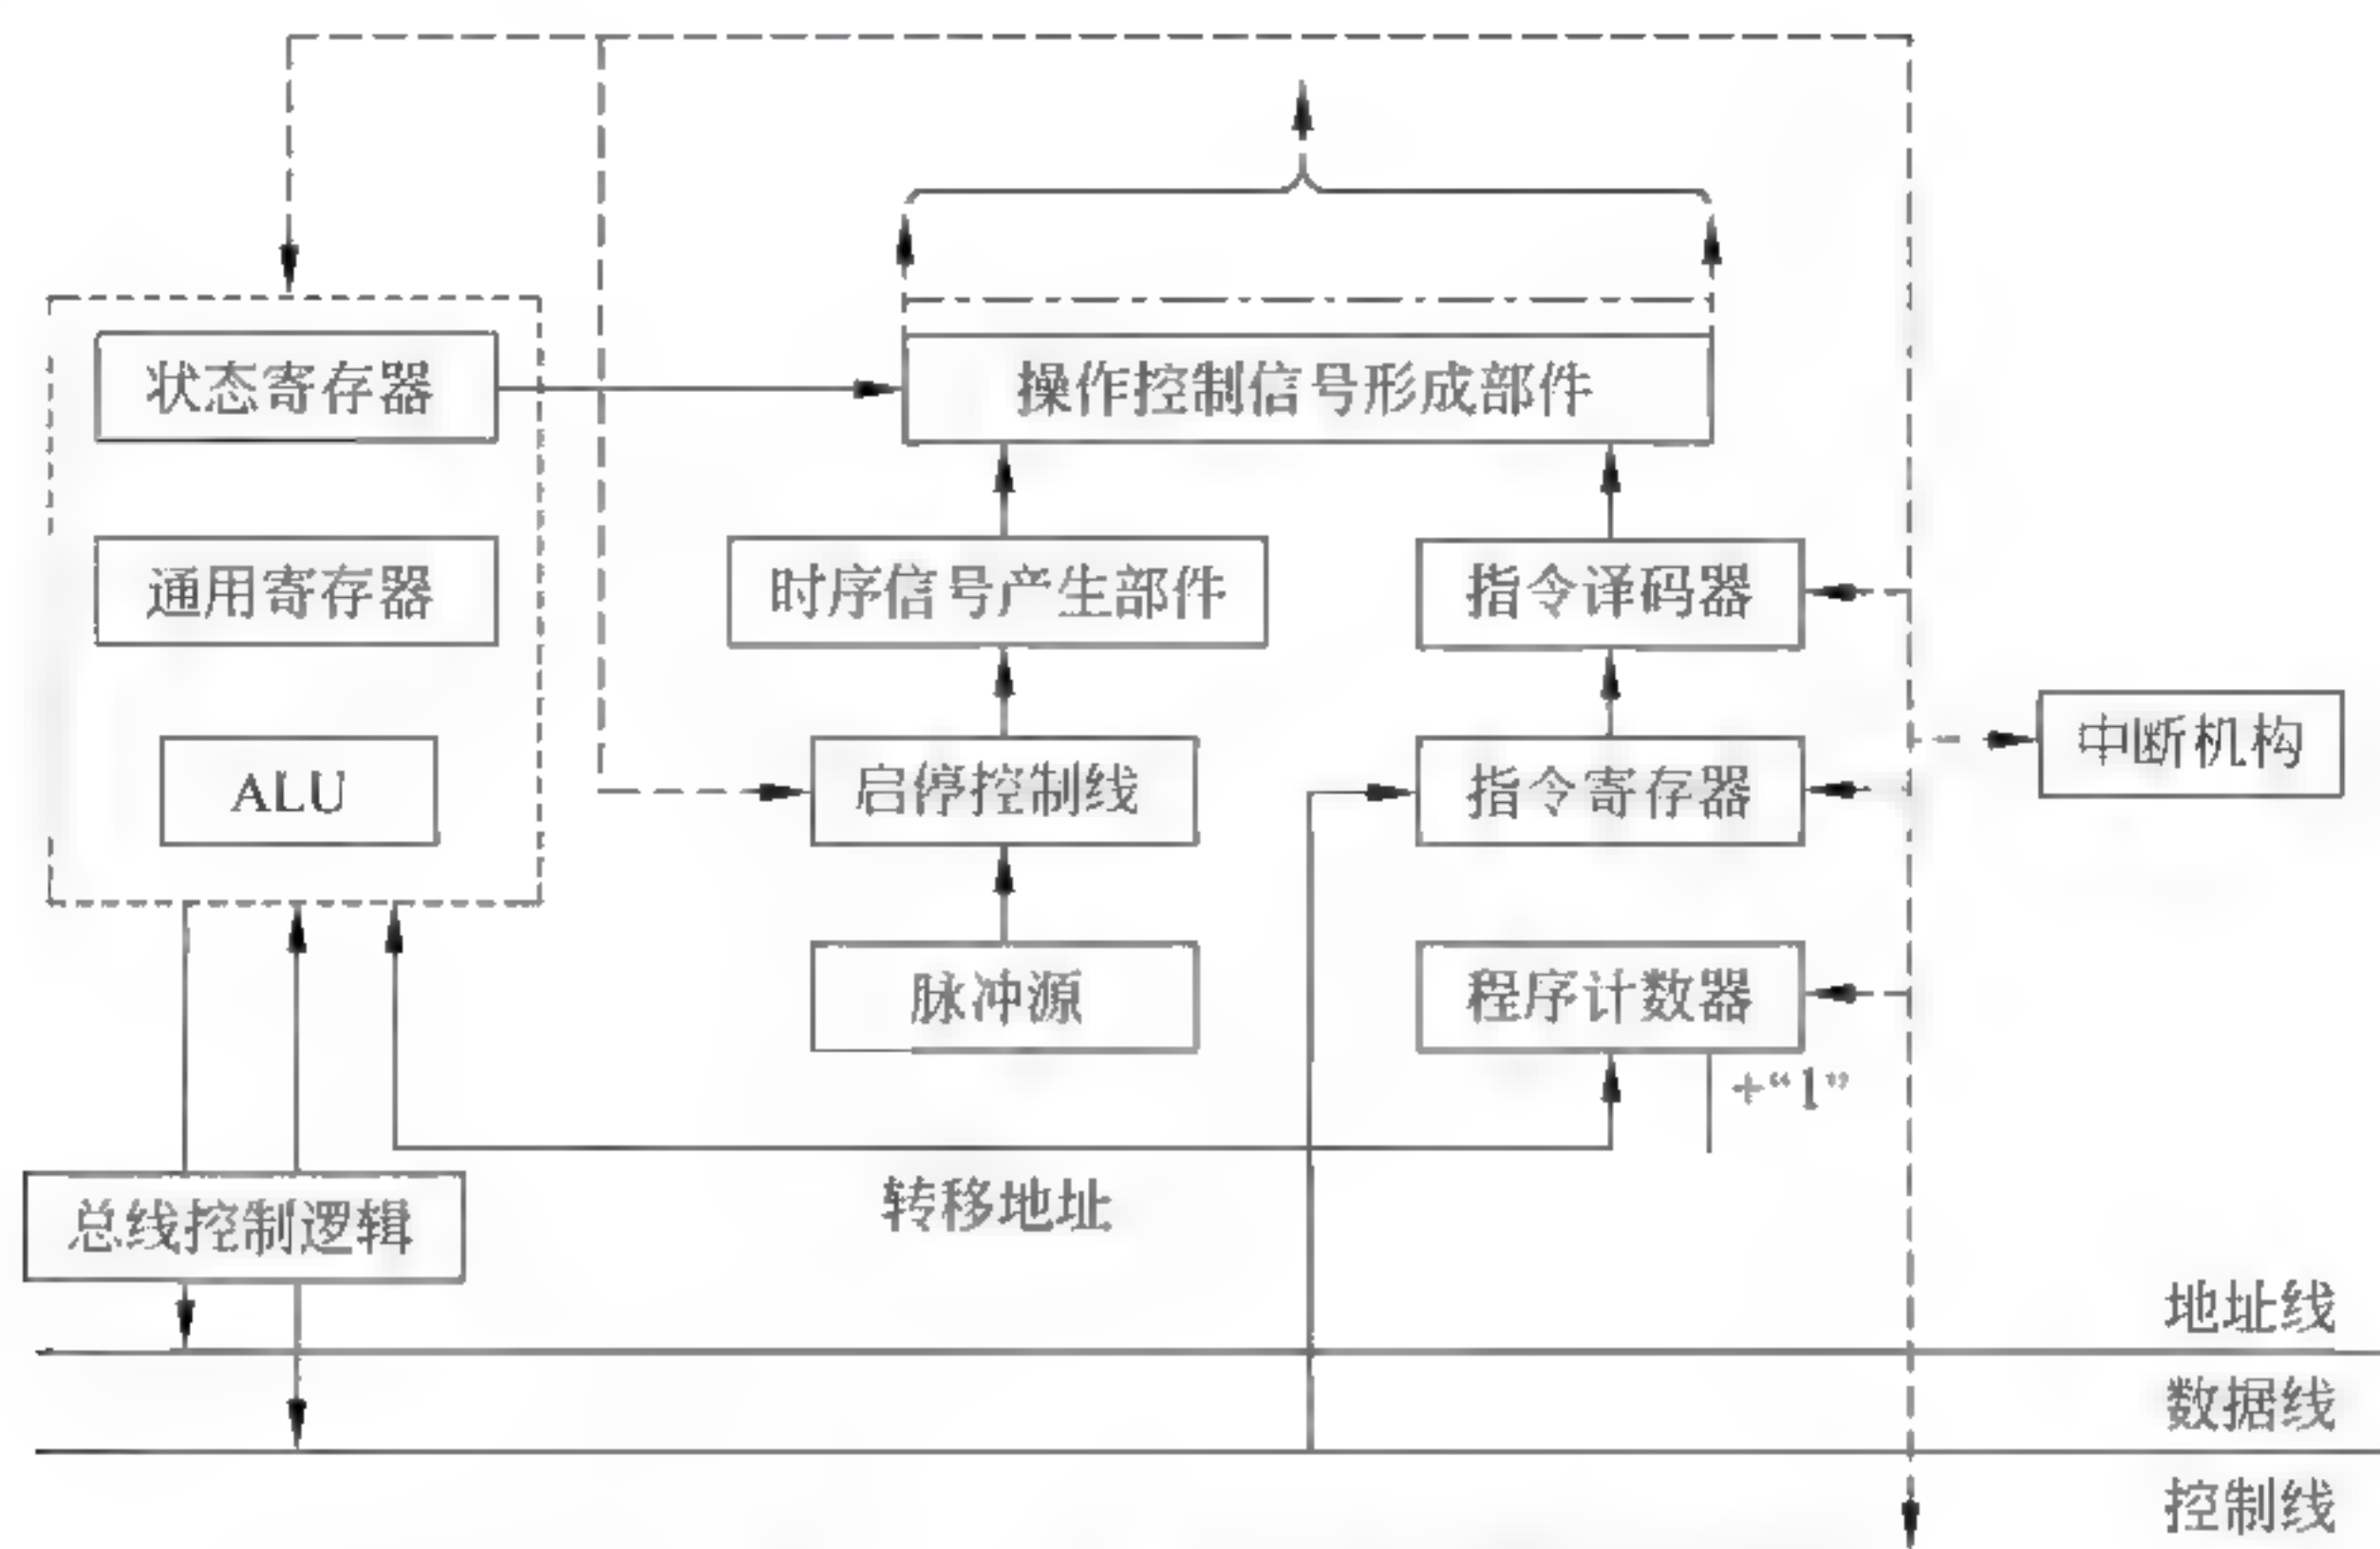 状态寄存器
操作控制信号形成部件
通用寄存器
时序信号产生部件
指令译码器
中断机构
ALU
启停控制线
指令寄存器
脉冲源
程序计数器
+“1”
转移地址
总线控制逻辑
地址线
数据线
控制线